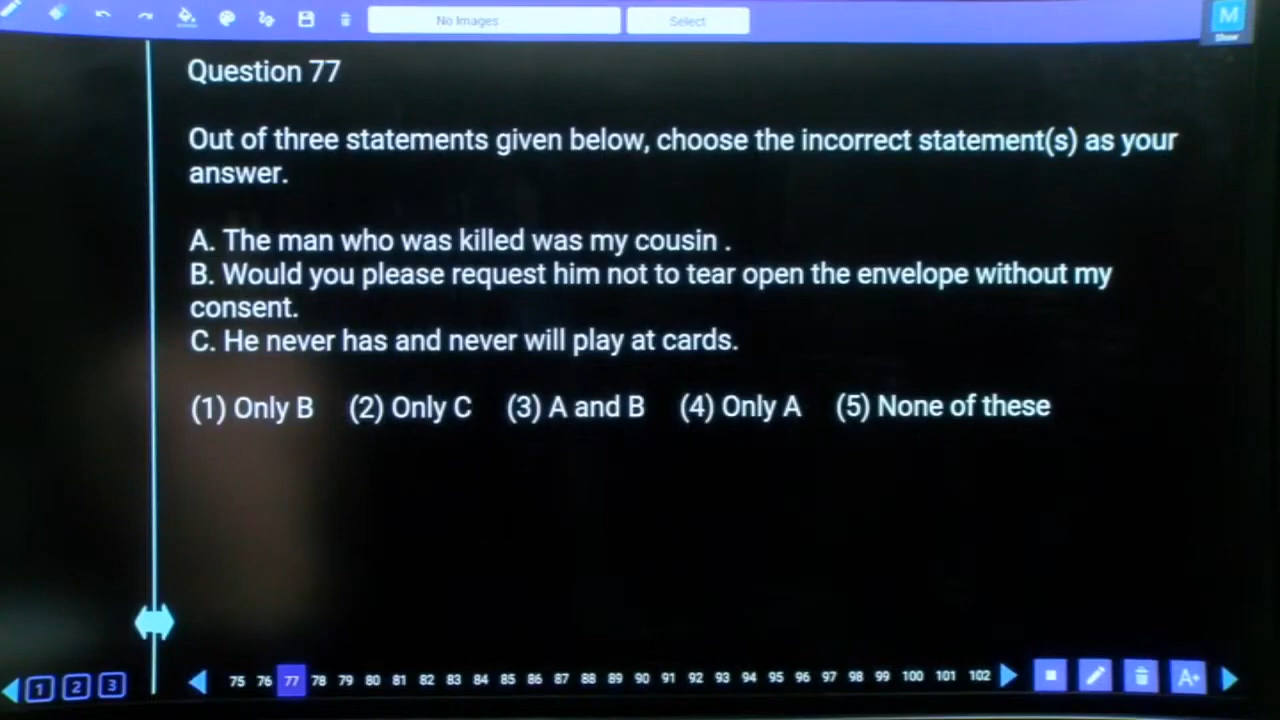 No Images Select M
Show
Question 77
Out of three statements given below, choose the incorrect statement(s) as your
answer.
A. The man who was killed was my cousin .
B. Would you please request him not to tear open the envelope without my
consent.
C. He never has and never will play at cards.
(1) Only B (2) Only C (3) A and B (4) Only A (5) None of these
1 2 3 75 76 77 78 79 80 81 82 83 84 85 86 87 88 89 90 91 92 93 94 95 96 97 98 99 100 101 102 A+